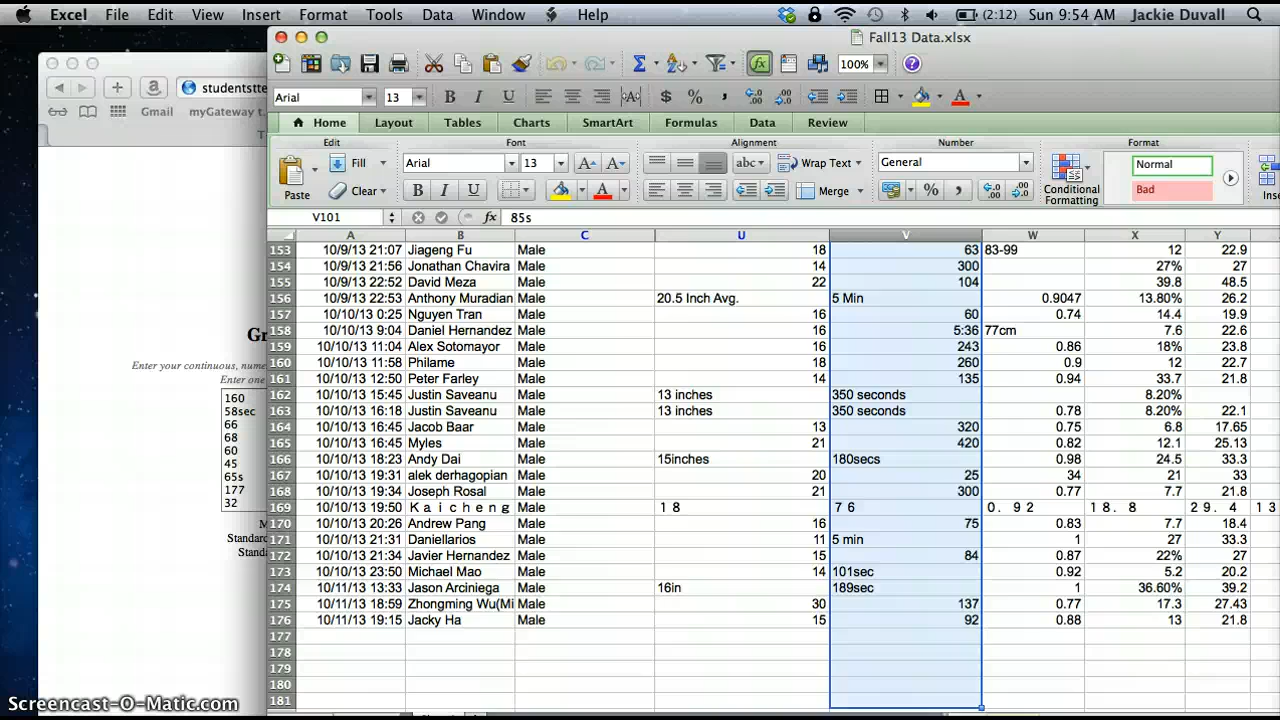 Excel File Edit View Insert Format Tools Data Window Help (2:12) Sun 9:54 AM Jackie Duvall
Fall13 Data.xlsx
studentstte
Gmail myGateway t
T
Σ fx 100%
Arial 13 B I U ABC $ % A
Home Layout Tables Charts SmartArt Formulas Data Review
Edit Font Alignment Number Format
Paste Fill Arial 13 A A abc Wrap Text General Conditional Formatting Normal
Clear B I U A Merge % Bad Inse
V101 fx 85s
A B C U V W X Y
153 10/9/13 21:07 Jiageng Fu Male 18 63 83-99 12 22.9
154 10/9/13 21:56 Jonathan Chavira Male 14 300 27% 27
155 10/9/13 22:52 David Meza Male 22 104 39.8 48.5
156 10/9/13 22:53 Anthony Muradian Male 20.5 Inch Avg. 5 Min 0.9047 13.80% 26.2
157 10/10/13 0:25 Nguyen Tran Male 16 60 0.74 14.4 19.9
158 10/10/13 9:04 Daniel Hernandez Male 16 5:36 77cm 7.6 22.6
159 10/10/13 11:04 Alex Sotomayor Male 16 243 0.86 18% 23.8
160 10/10/13 11:58 Philame Male 18 260 0.9 12 22.7
161 10/10/13 12:50 Peter Farley Male 14 135 0.94 33.7 21.8
162 10/10/13 15:45 Justin Saveanu Male 13 inches 350 seconds 8.20%
163 10/10/13 16:18 Justin Saveanu Male 13 inches 350 seconds 0.78 8.20% 22.1
164 10/10/13 16:45 Jacob Baar Male 13 320 0.75 6.8 17.65
165 10/10/13 16:45 Myles Male 21 420 0.82 12.1 25.13
166 10/10/13 18:23 Andy Dai Male 15inches 180secs 0.98 24.5 33.3
167 10/10/13 19:31 alek derhagopian Male 20 25 34 21 33
168 10/10/13 19:34 Joseph Rosal Male 21 300 0.77 7.7 21.8
169 10/10/13 19:50 Kaicheng Male 18 76 0.92 18.8 29.4 13
170 10/10/13 20:26 Andrew Pang Male 16 75 0.83 7.7 18.4
171 10/10/13 21:31 Daniellarios Male 11 5 min 1 27 33.3
172 10/10/13 21:34 Javier Hernandez Male 15 84 0.87 22% 27
173 10/10/13 23:50 Michael Mao Male 14 101sec 0.92 5.2 20.2
174 10/11/13 13:33 Jason Arciniega Male 16in 189sec 1 36.60% 39.2
175 10/11/13 18:59 Zhongming Wu(Mi Male 30 137 0.77 17.3 27.43
176 10/11/13 19:15 Jacky Ha Male 15 92 0.88 13 21.8
177
178
179
180
181
Gr
Enter your continuous, nume
Enter one
160
58sec
66
68
60
45
65s
177
32
M
Standar
Standa
Screencast-O-Matic.com